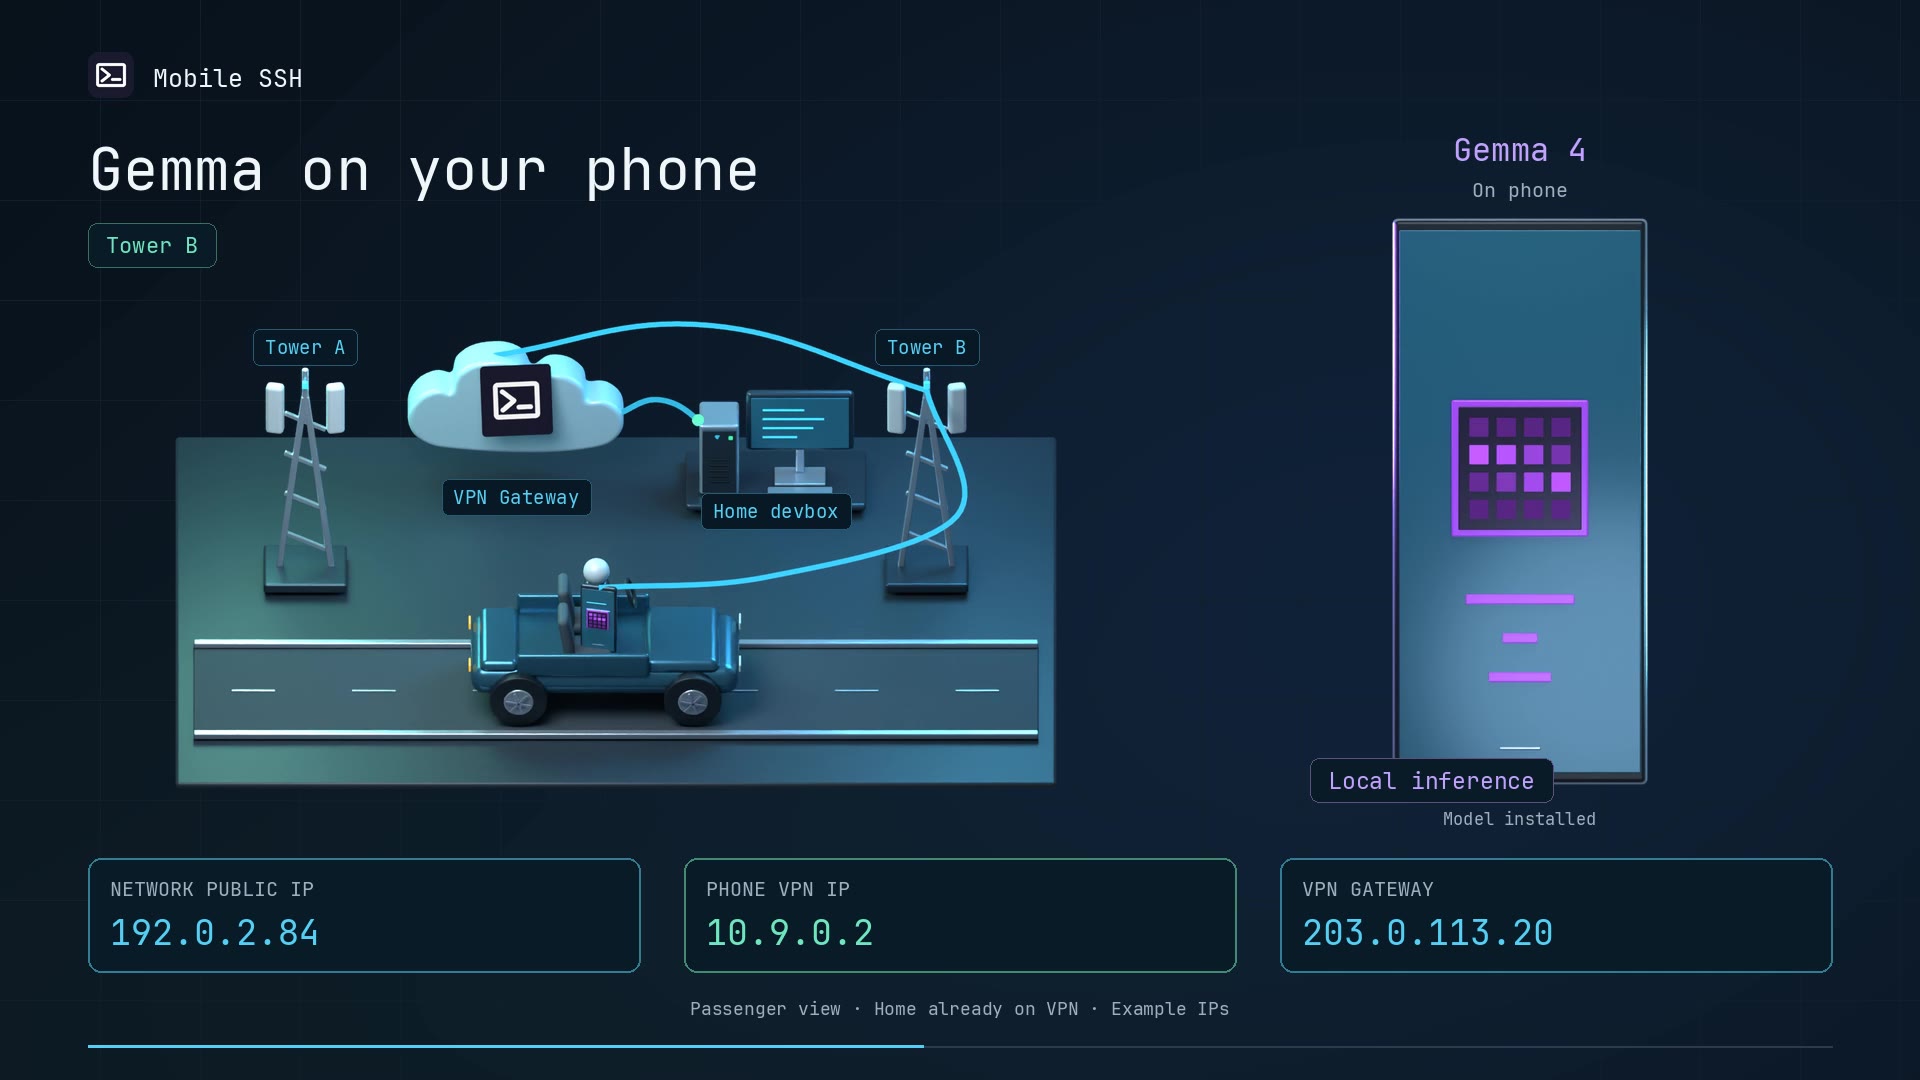 Mobile SSH
Gemma on your phone
Tower B
Gemma 4
On phone
Tower A
Tower B
VPN Gateway
Home devbox
Local inference
Model installed
NETWORK PUBLIC IP
192.0.2.84
PHONE VPN IP
10.9.0.2
VPN GATEWAY
203.0.113.20
Passenger view · Home already on VPN · Example IPs